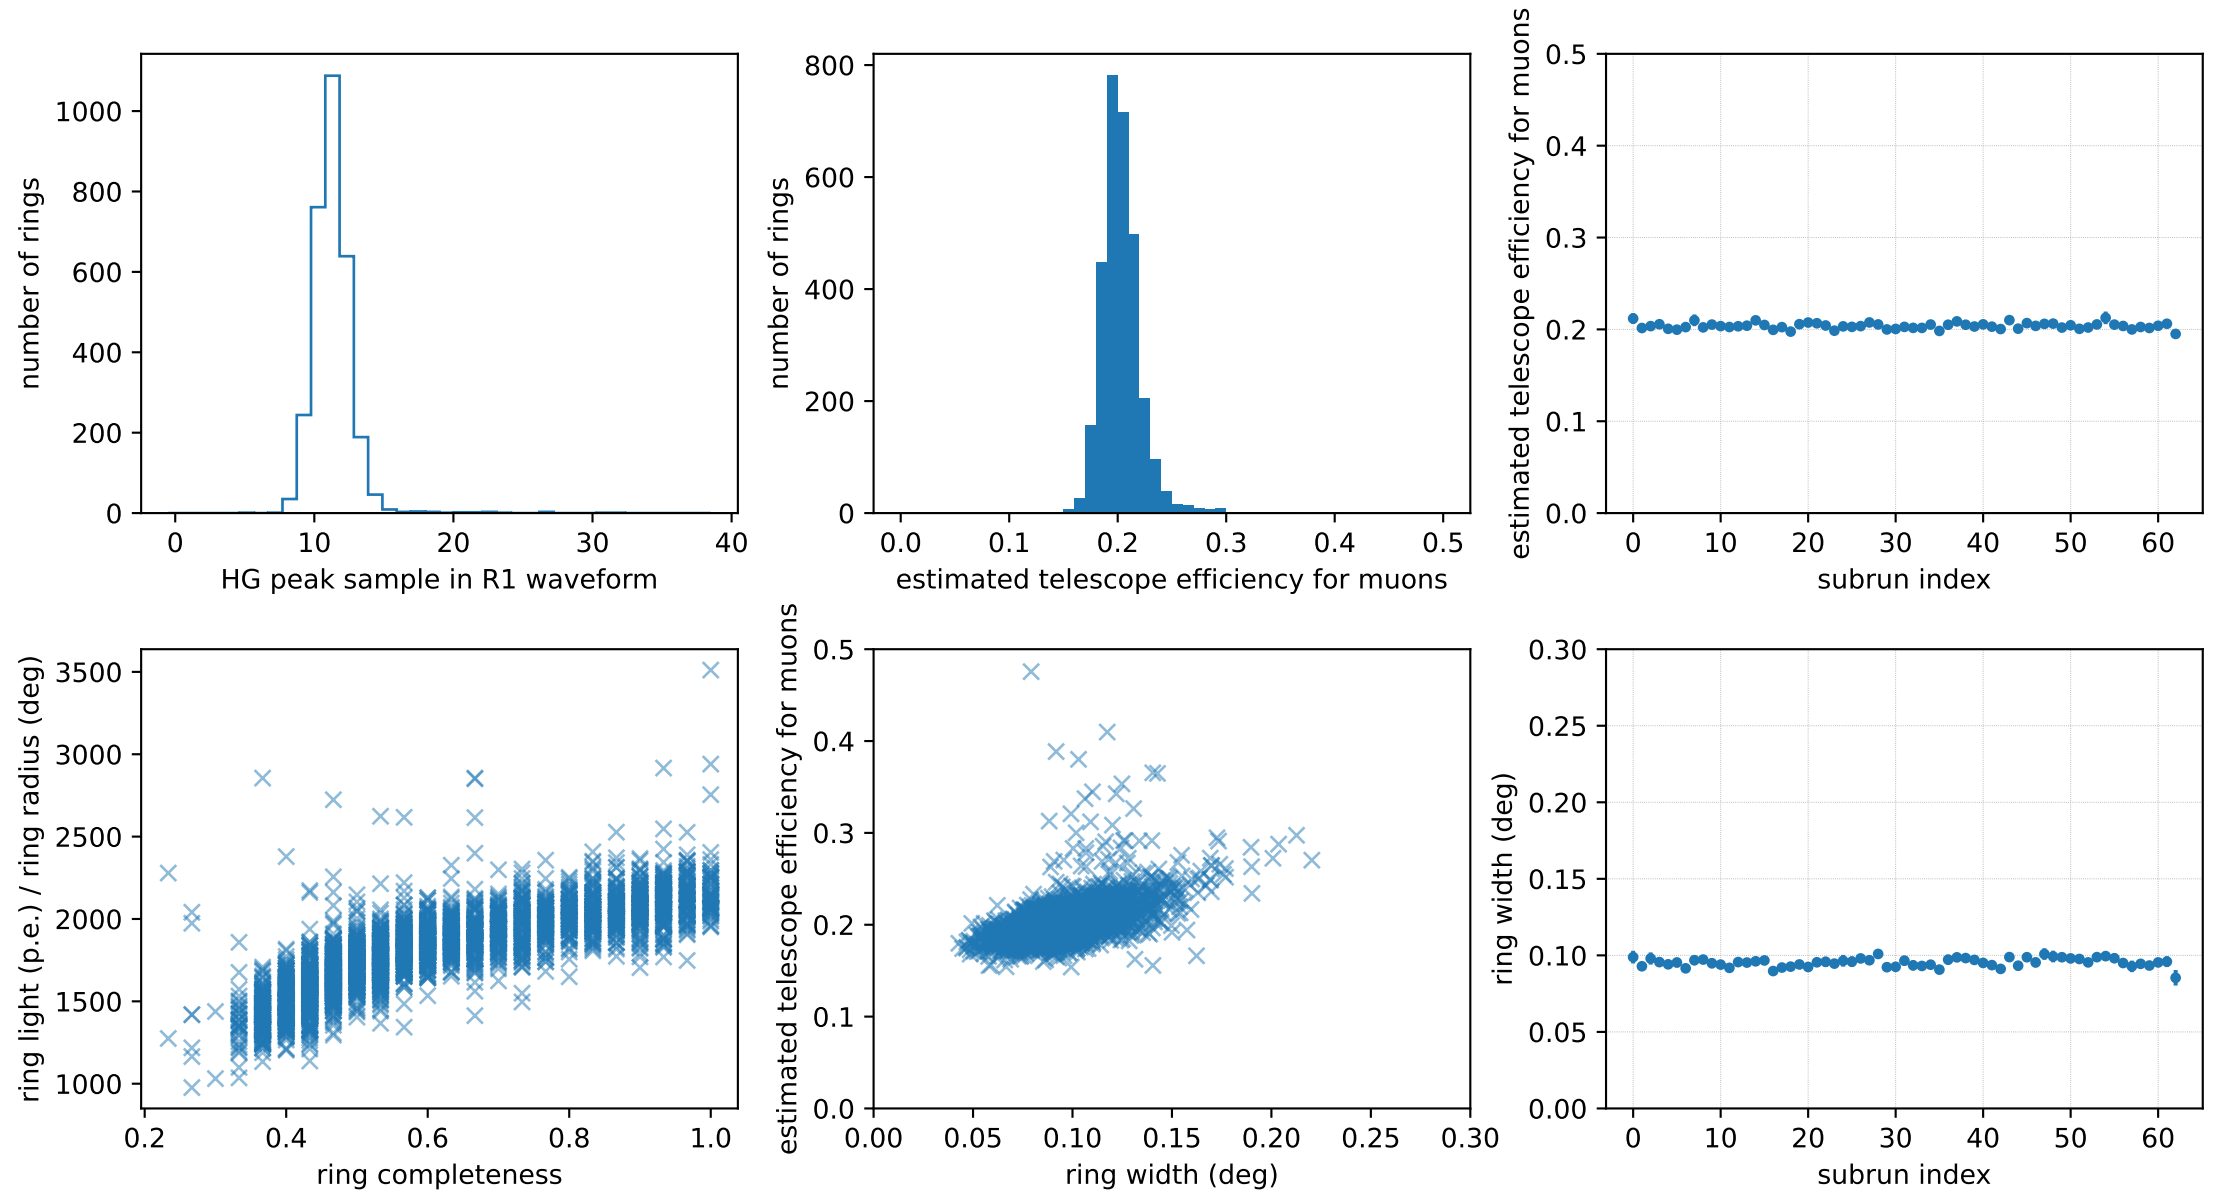 1000
800
600
400
200
0
number of rings
0 10 20 30 40
HG peak sample in R1 waveform
800
600
400
200
0
number of rings
0.0 0.1 0.2 0.3 0.4 0.5
estimated telescope efficiency for muons
0.5
0.4
0.3
0.2
0.1
0.0
estimated telescope efficiency for muons
0 10 20 30 40 50 60
subrun index
3500
3000
2500
2000
1500
1000
ring light (p.e.) / ring radius (deg)
0.2 0.4 0.6 0.8 1.0
ring completeness
0.5
0.4
0.3
0.2
0.1
0.0
estimated telescope efficiency for muons
0.00 0.05 0.10 0.15 0.20 0.25 0.30
ring width (deg)
0.30
0.25
0.20
0.15
0.10
0.05
0.00
ring width (deg)
0 10 20 30 40 50 60
subrun index